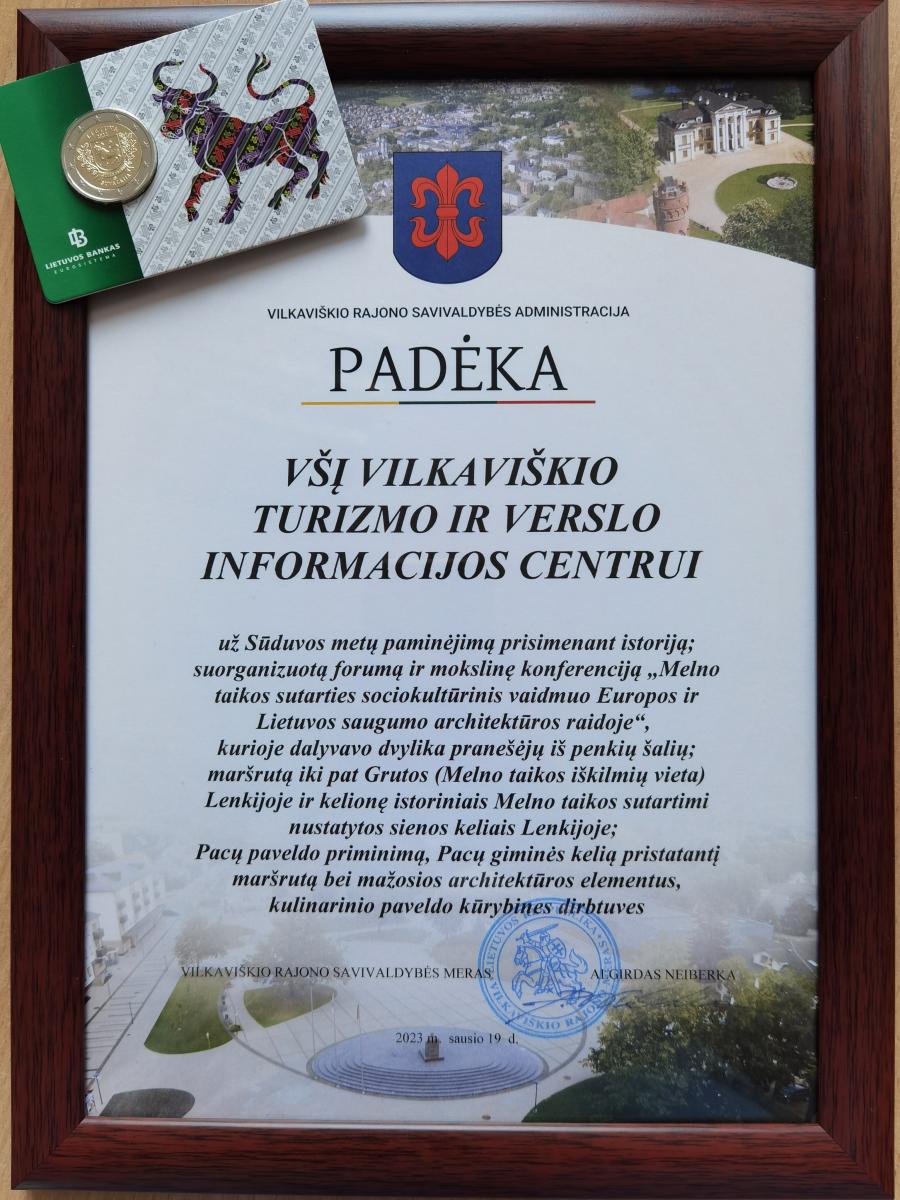 LIETUVOS BANKAS
EUROSISTEMA
VILKAVIŠKIO RAJONO SAVIVALDYBĖS ADMINISTRACIJA
PADĖKA
VŠĮ VILKAVIŠKIO
TURIZMO IR VERSLO
INFORMACIJOS CENTRUI
už Sūduvos metų paminėjimą prisimenant istoriją;
suorganizuotą forumą ir mokslinę konferenciją „Melno
taikos sutarties sociokultūrinis vaidmuo Europos ir
Lietuvos saugumo architektūros raidoje“,
kurioje dalyvavo dvylika pranešėjų iš penkių šalių;
maršrutą iki pat Grutos (Melno taikos iškilmių vieta)
Lenkijoje ir kelionę istoriniais Melno taikos sutartimi
nustatytos sienos keliais Lenkijoje;
Pacų paveldo priminimą, Pacų giminės kelią pristatantį
maršrutą bei mažosios architektūros elementus,
kulinarinio paveldo kūrybines dirbtuves
VILKAVIŠKIO RAJONO SAVIVALDYBĖS MERAS
ALGIRDAS NEIBERKA
2023 m. sausio 19 d.